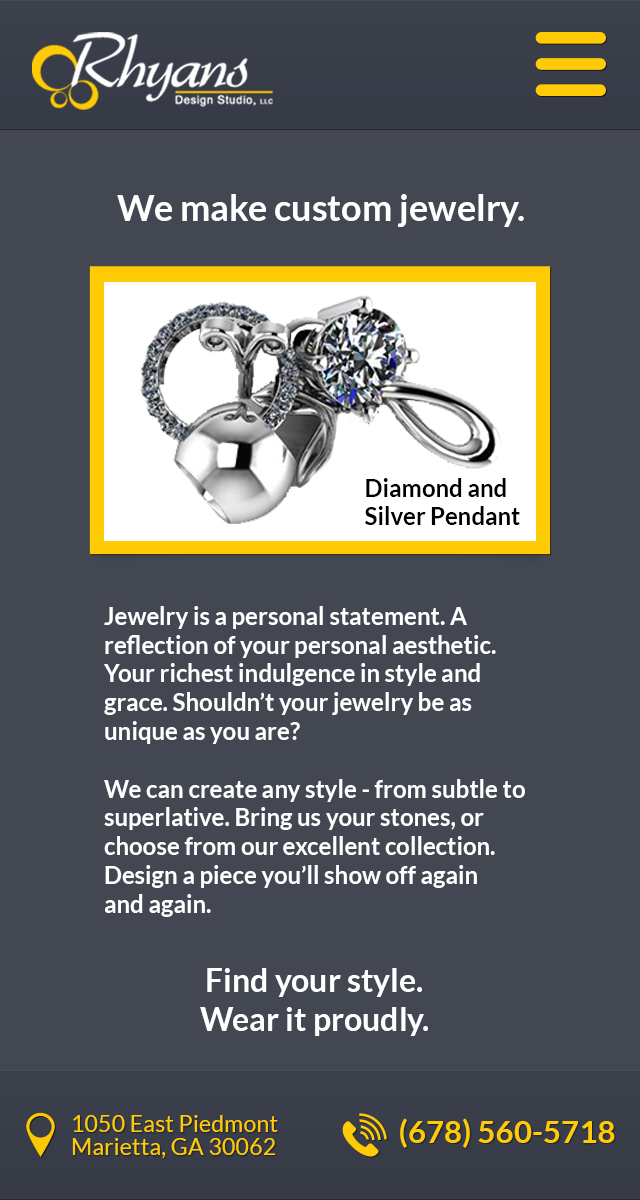 Rhyans
Design Studio, LLC
We make custom jewelry.
Diamond and
Silver Pendant
Jewelry is a personal statement. A
reflection of your personal aesthetic.
Your richest indulgence in style and
grace. Shouldn’t your jewelry be as
unique as you are?
We can create any style - from subtle to
superlative. Bring us your stones, or
choose from our excellent collection.
Design a piece you’ll show off again
and again.
Find your style.
Wear it proudly.
1050 East Piedmont
Marietta, GA 30062
(678) 560-5718